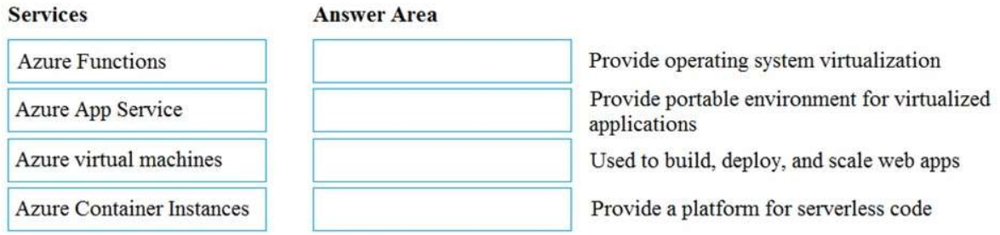 Services
Answer Area
Azure Functions
Provide operating system virtualization
Azure App Service
Provide portable environment for virtualized
applications
Azure virtual machines
Used to build, deploy, and scale web apps
Azure Container Instances
Provide a platform for serverless code